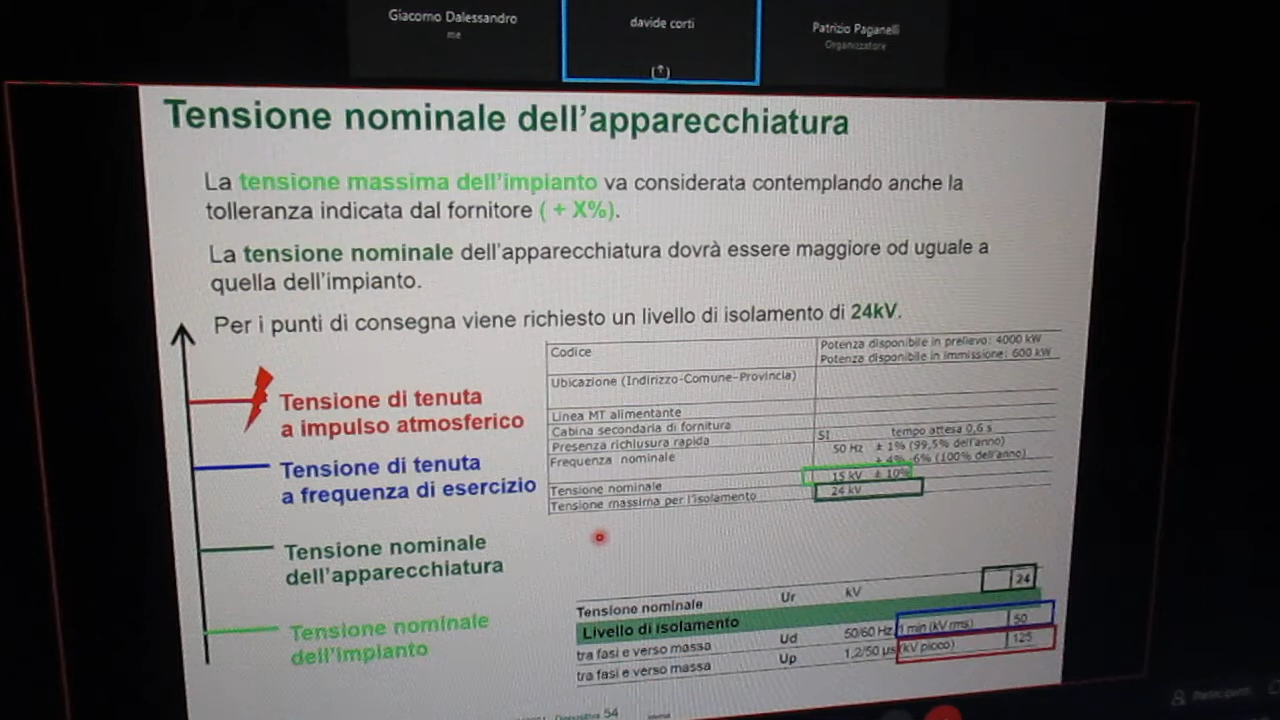 Giacomo Dalessandro
me
davide corti
Patrizio Paganelli
Organizzatore
Tensione nominale dell'apparecchiatura
La tensione massima dell'impianto va considerata contemplando anche la
tolleranza indicata dal fornitore ( + X%).
La tensione nominale dell'apparecchiatura dovrà essere maggiore od uguale a
quella dell'impianto.
Per i punti di consegna viene richiesto un livello di isolamento di 24kV.
Tensione di tenuta
a impulso atmosferico
Tensione di tenuta
a frequenza di esercizio
Tensione nominale
dell'apparecchiatura
Tensione nominale
dell'impianto
Codice
Potenza disponibile in prelievo: 4000 kW
Potenza disponibile in immissione: 600 kW
Ubicazione (Indirizzo-Comune-Provincia)
Linea MT alimentante
Cabina secondaria di fornitura
Presenza richiusura rapida
SI tempo attesa 0,6 s
Frequenza nominale
50 Hz ± 1% (99,5% dell'anno)
+ 4% -6% (100% dell'anno)
Tensione nominale
15 kV ± 10%
Tensione massima per l'isolamento
24 kV
Tensione nominale Ur kV 24
Livello di isolamento
tra fasi e verso massa Ud 50/60 Hz, 1 min (kV rms) 50
tra fasi e verso massa Up 1,2/50 µs (kV picco) 125
54